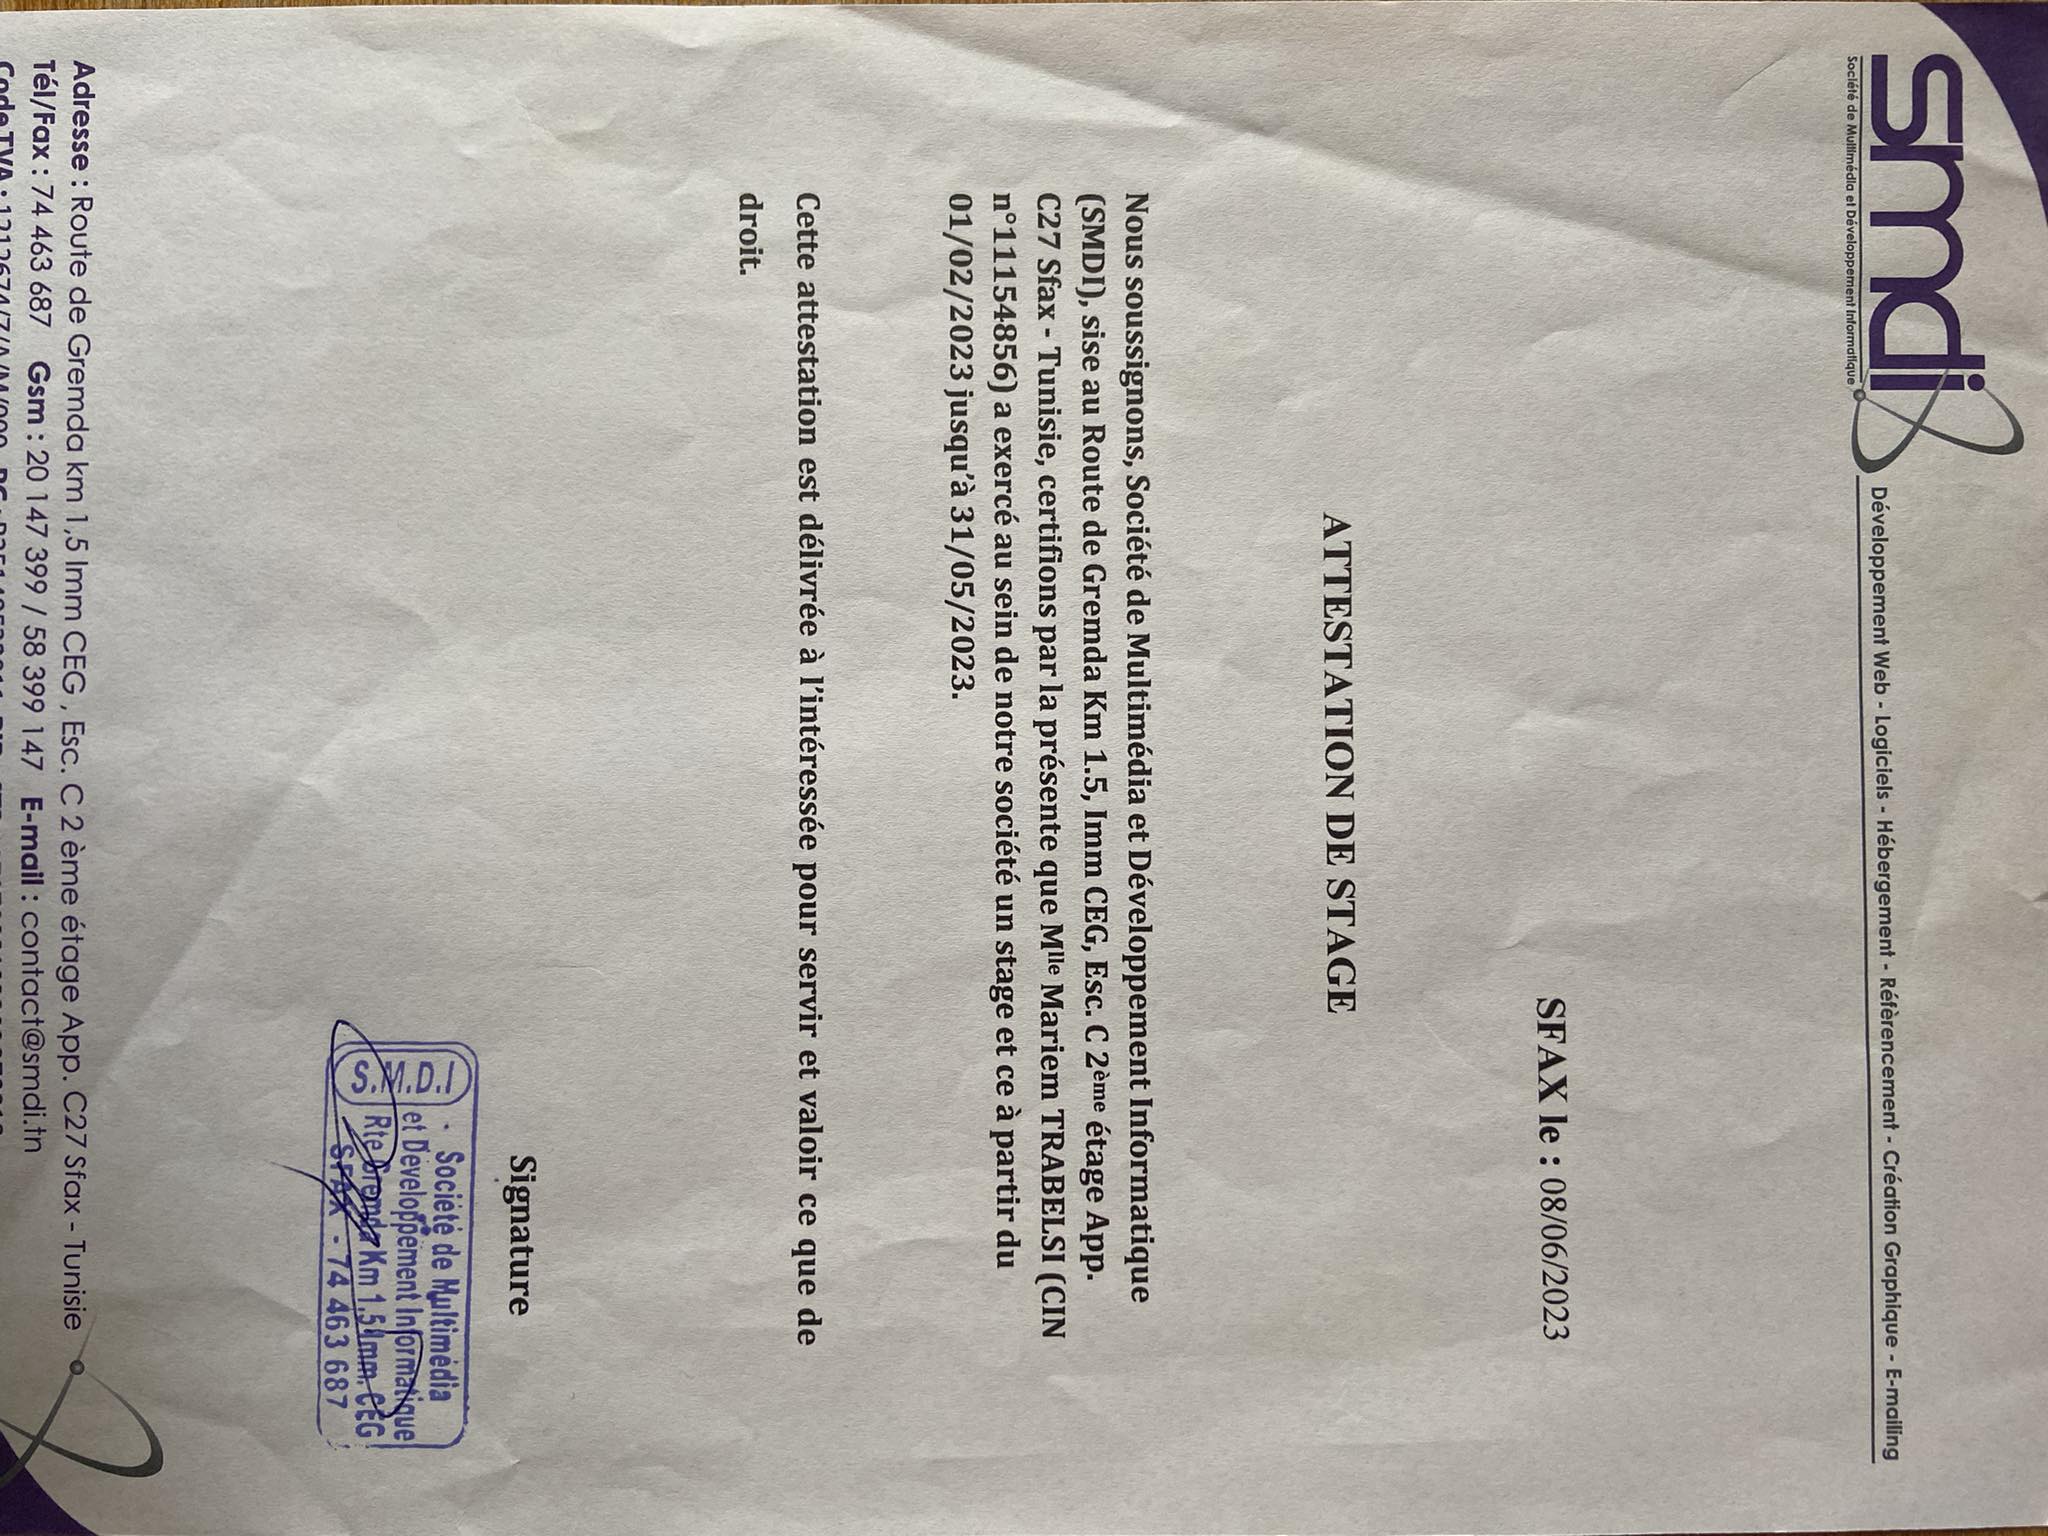 smdi
Société de Multimédia et Développement Informatique
Développement Web - Logiciels - Hébergement - Réfèrencement - Création Graphique - E-mailing
SFAX le : 08/06/2023
ATTESTATION DE STAGE
Nous soussignons, Société de Multimédia et Développement Informatique
(SMDI), sise au Route de Gremda Km 1.5, Imm CEG, Esc. C 2ème étage App.
C27 Sfax - Tunisie, certifions par la présente que Mlle Mariem TRABELSI (CIN
n°11154856) a exercé au sein de notre société un stage et ce à partir du
01/02/2023 jusqu'à 31/05/2023.
Cette attestation est délivrée à l'intéressée pour servir et valoir ce que de
droit.
Signature
S.M.D.I
Société de Multimédia
et Développement Informatique
Rte Gremda Km 1.5 Imm. CEG
SFAX - 74 463 687
Adresse : Route de Gremda km 1,5 Imm CEG , Esc. C 2 ème étage App. C27 Sfax - Tunisie
Tél/Fax : 74 463 687 Gsm : 20 147 399 / 58 399 147 E-mail : contact@smdi.tn
Code TVA : 1212674/Z/A/M/000